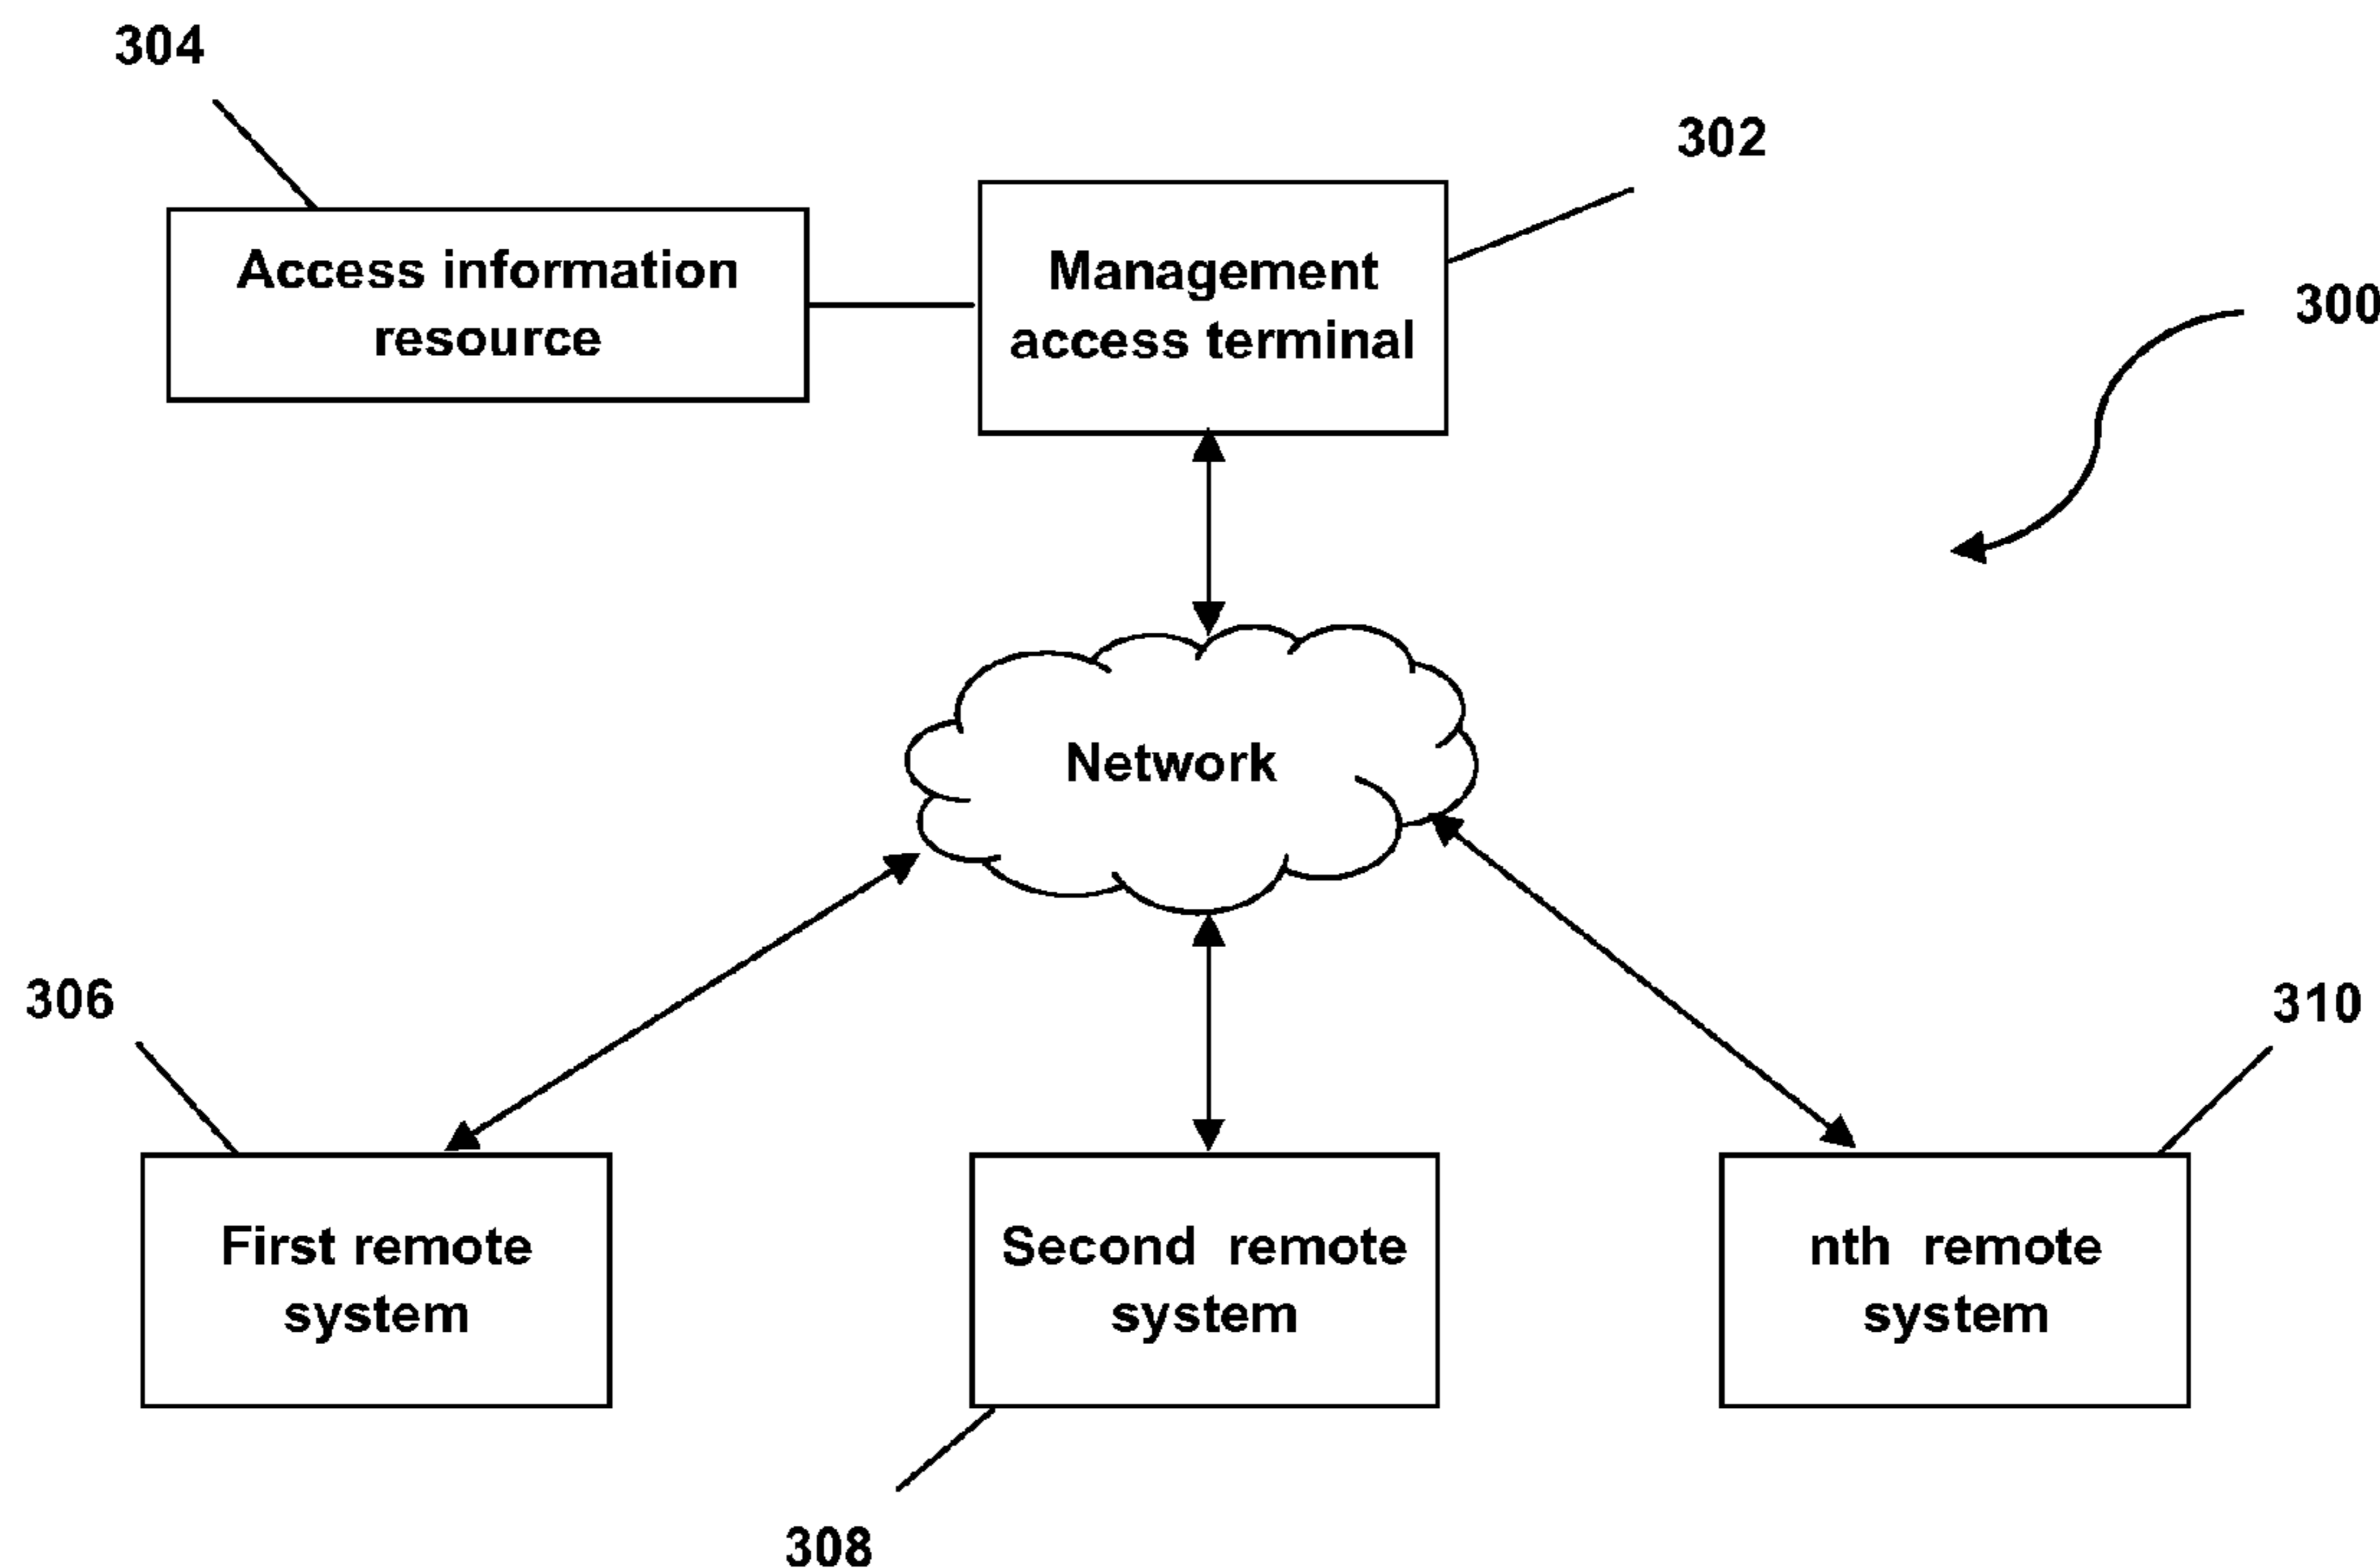 304
302
Access information
resource
Management
access terminal
300
Network
306
310
First remote
system
Second remote
system
nth remote
system
308